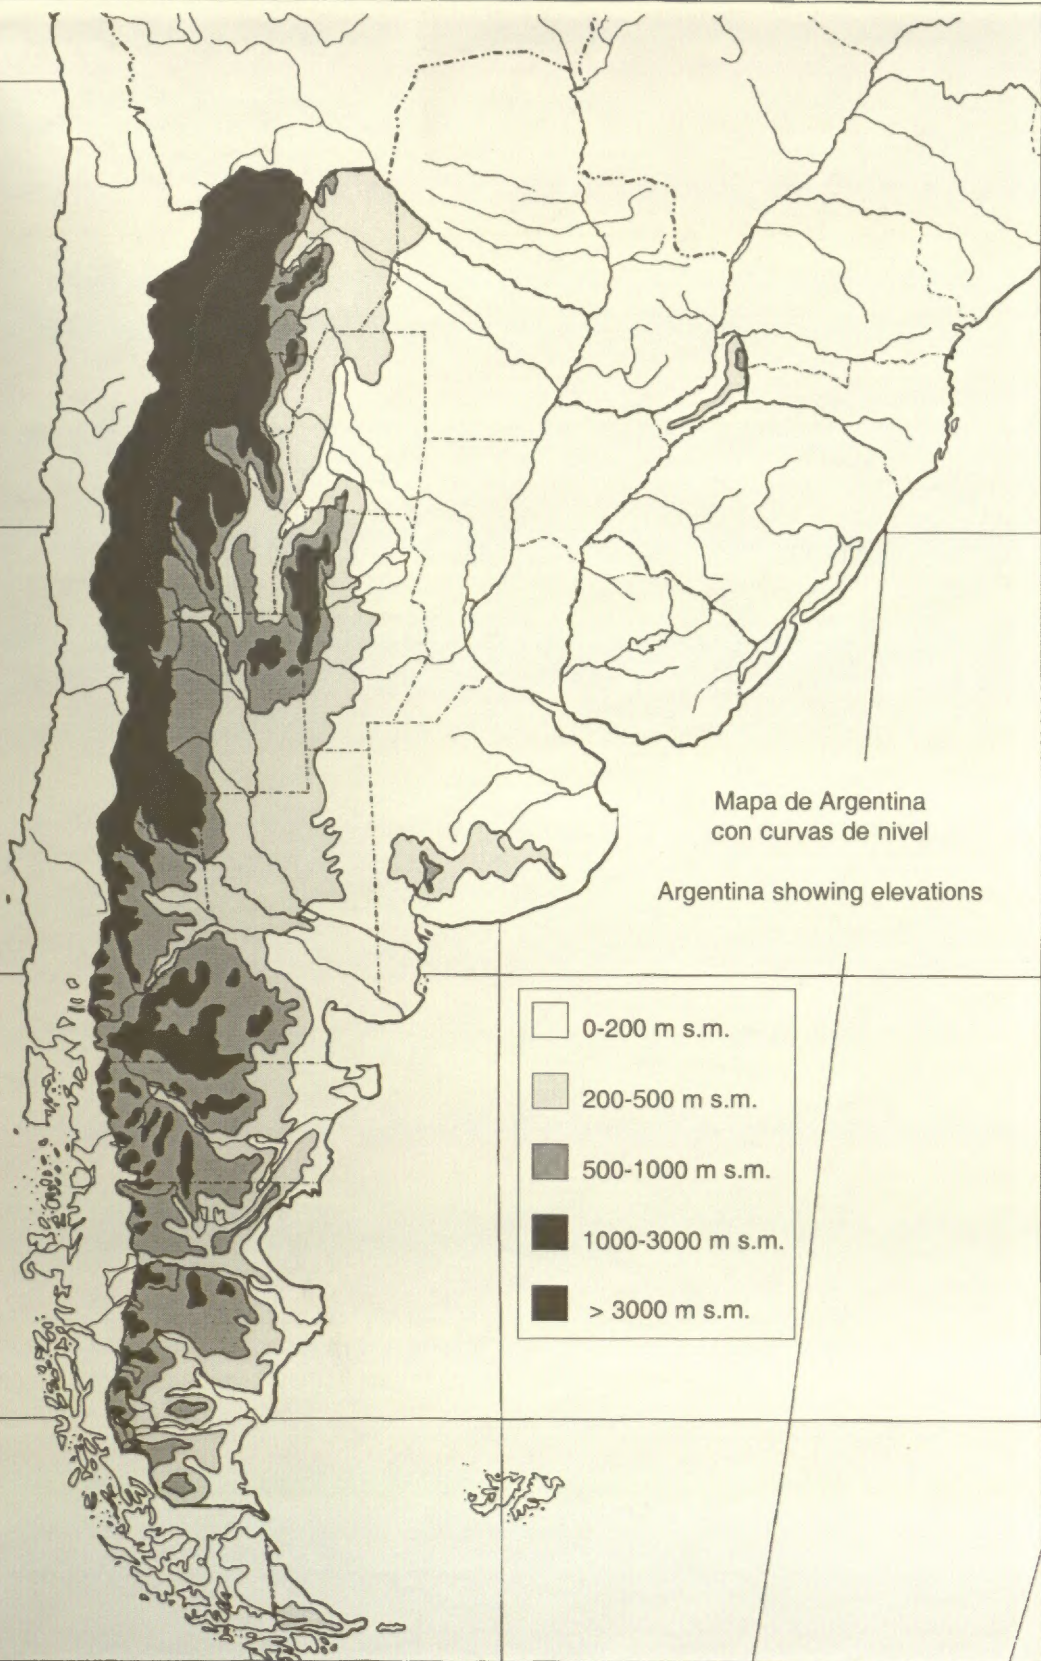 Mapa de Argentina
con curvas de nivel
Argentina showing elevations
0-200 m s.m.
200-500 m s.m.
500-1000 m s.m.
1000-3000 m s.m.
> 3000 m s.m.